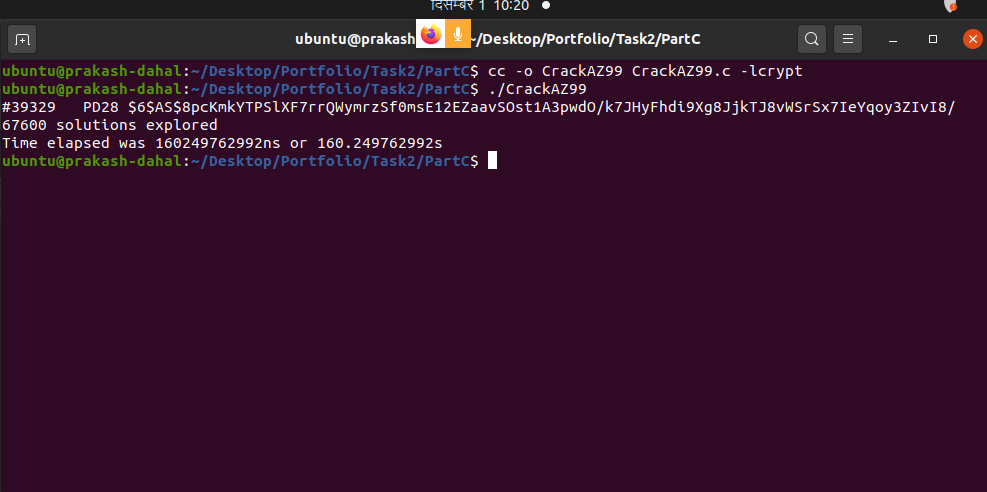 दिसम्बर 1 10:20
ubuntu@prakash ~/Desktop/Portfolio/Task2/PartC
ubuntu@prakash-dahal:~/Desktop/Portfolio/Task2/PartC$ cc -o CrackAZ99 CrackAZ99.c -lcrypt
ubuntu@prakash-dahal:~/Desktop/Portfolio/Task2/PartC$ ./CrackAZ99
#39329   PD28 $6$AS$8pcKmkYTPSlXF7rrQWymrzSf0msE12EZaavSOst1A3pwdO/k7JHyFhdi9Xg8JjkTJ8vWSrSx7IeYqoy3ZIvI8/
67600 solutions explored
Time elapsed was 160249762992ns or 160.249762992s
ubuntu@prakash-dahal:~/Desktop/Portfolio/Task2/PartC$